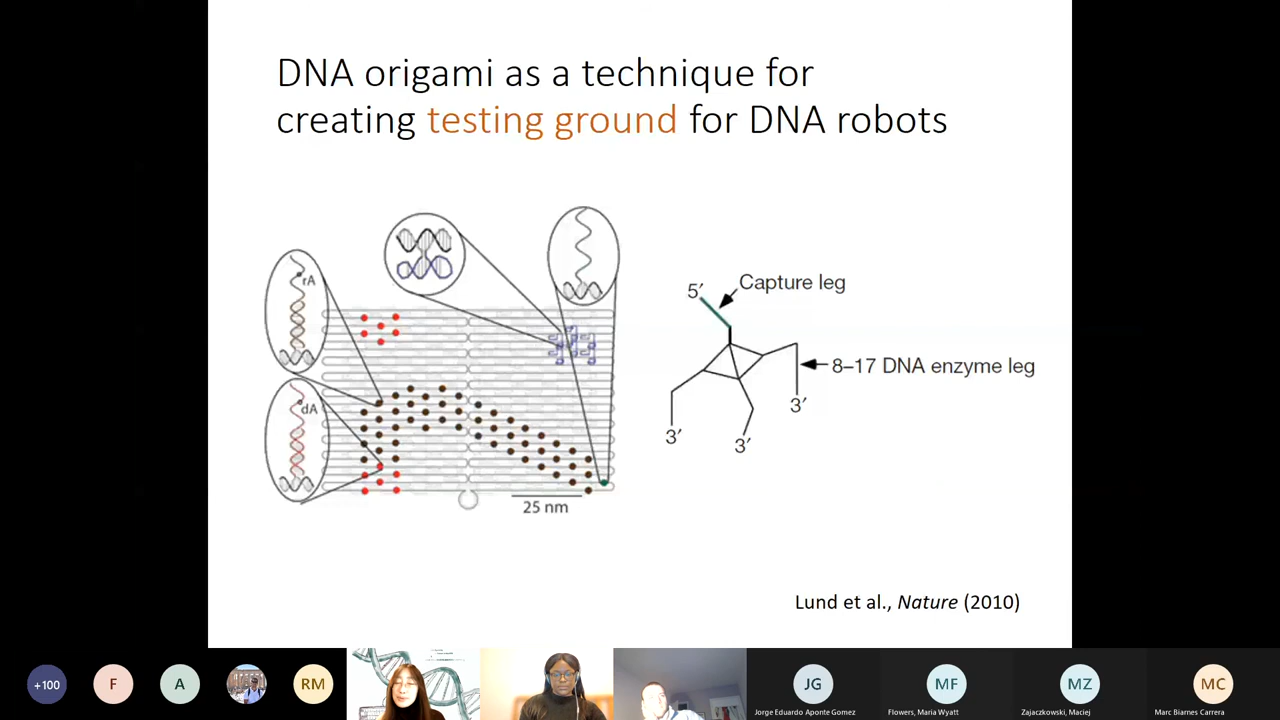 DNA origami as a technique for
creating testing ground for DNA robots
rA
dA
25 nm
5′
Capture leg
8–17 DNA enzyme leg
3′
3′
3′
Lund et al., Nature (2010)
+100
F
A
RM
JG
Jorge Eduardo Aponte Gomez
MF
Flowers, Maria Wyatt
MZ
Zajaczkowski, Maciej
MC
Marc Biarnes Carrera